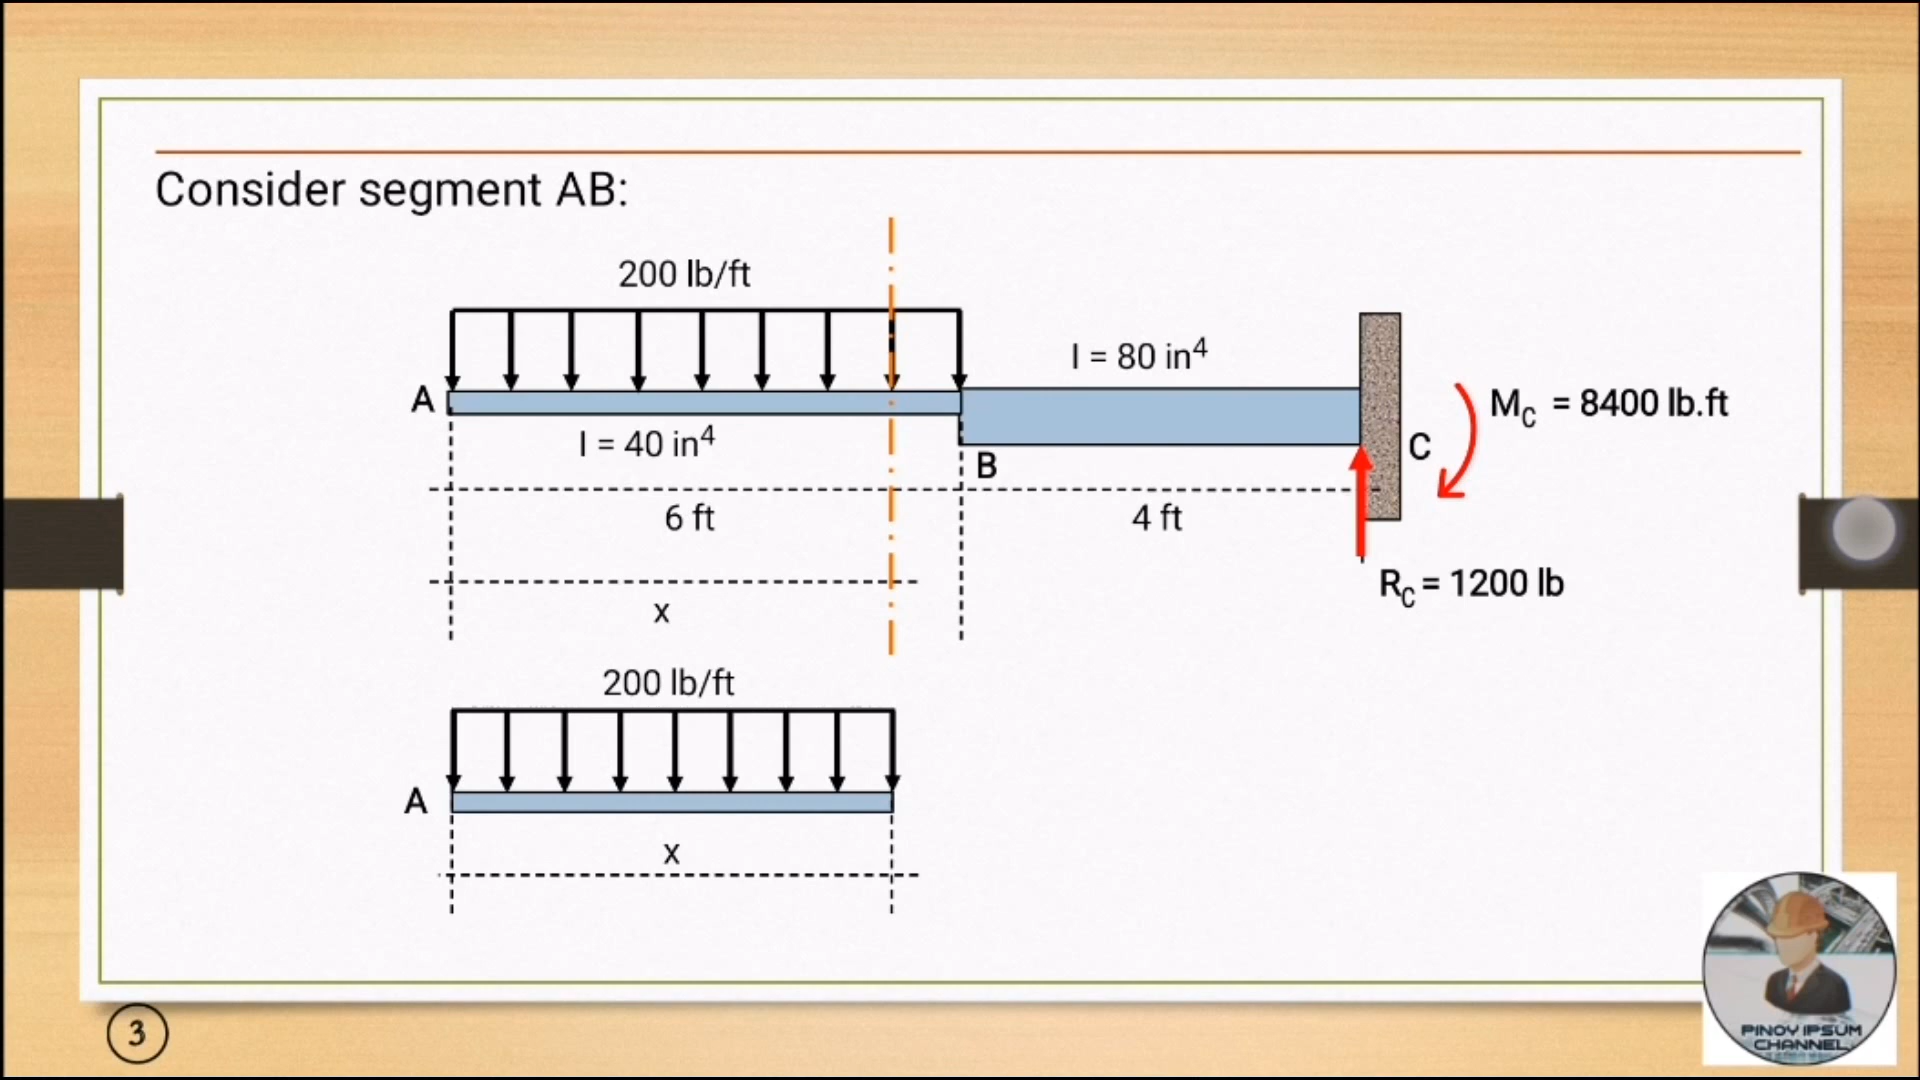 Consider segment AB:
200 lb/ft
I = 80 in⁴
A
M_C = 8400 lb.ft
I = 40 in⁴
C
B
6 ft
4 ft
R_C = 1200 lb
x
200 lb/ft
A
x
3
PINOY IPSUM
CHANNEL